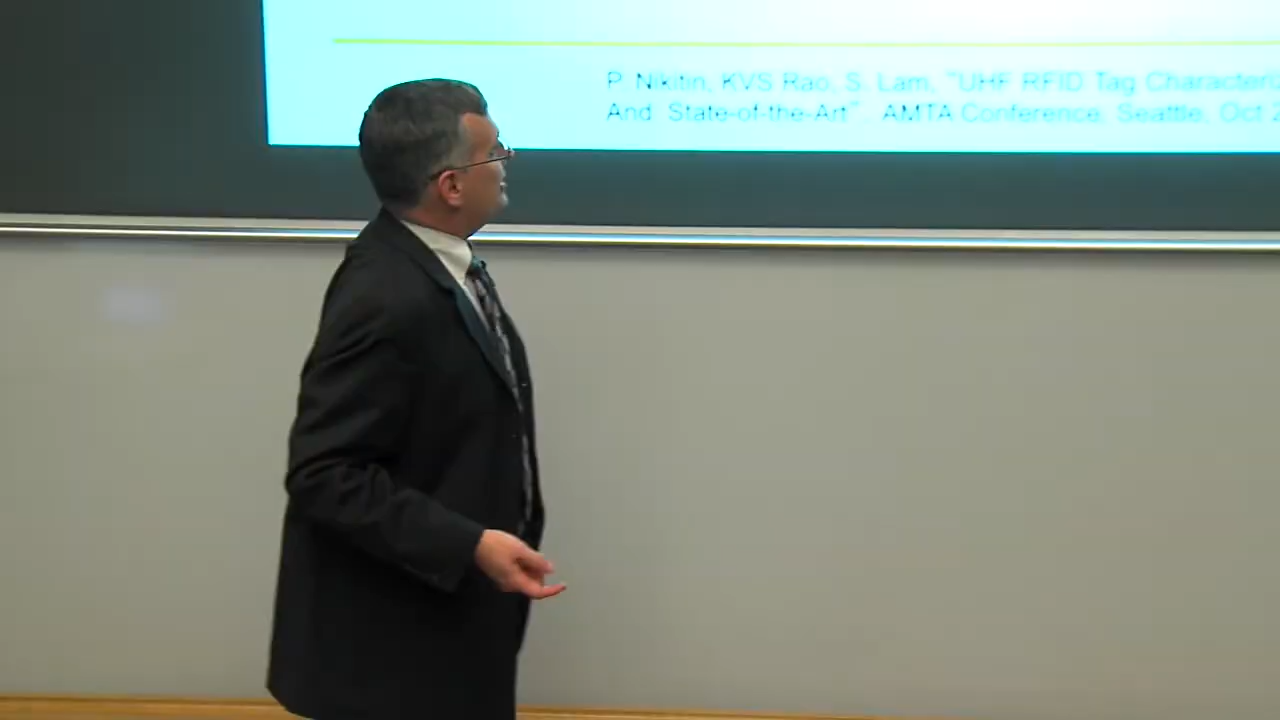 P. Nikitin, KVS Rao, S. Lam, "UHF RFID Tag
And State-of-the-Art", AMTA Conference, Seattle, Oct